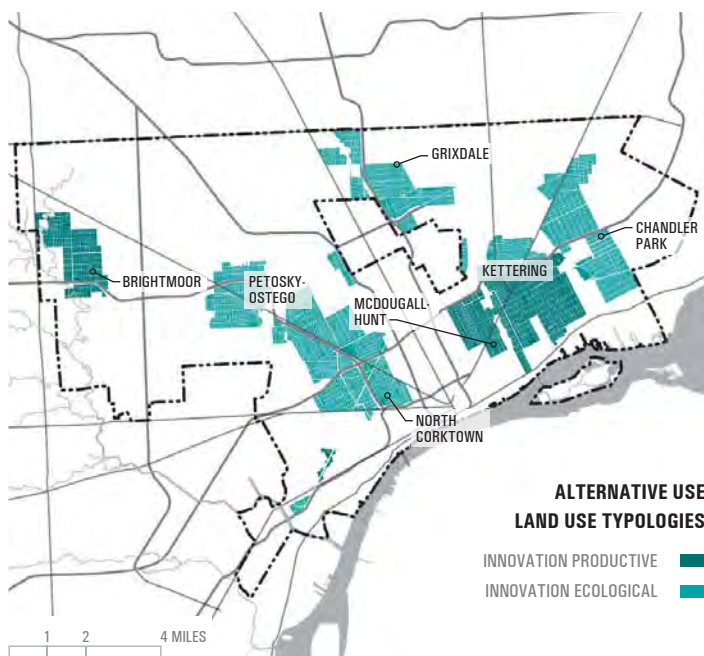 GRIXDALE
CHANDLER
PARK
KETTERING
BRIGHTMOOR
PETOSKY-
OSTEGO
MCDOUGALL-
HUNT
NORTH
CORKTOWN
ALTERNATIVE USE
LAND USE TYPOLOGIES
INNOVATION PRODUCTIVE
INNOVATION ECOLOGICAL
1 2 4 MILES